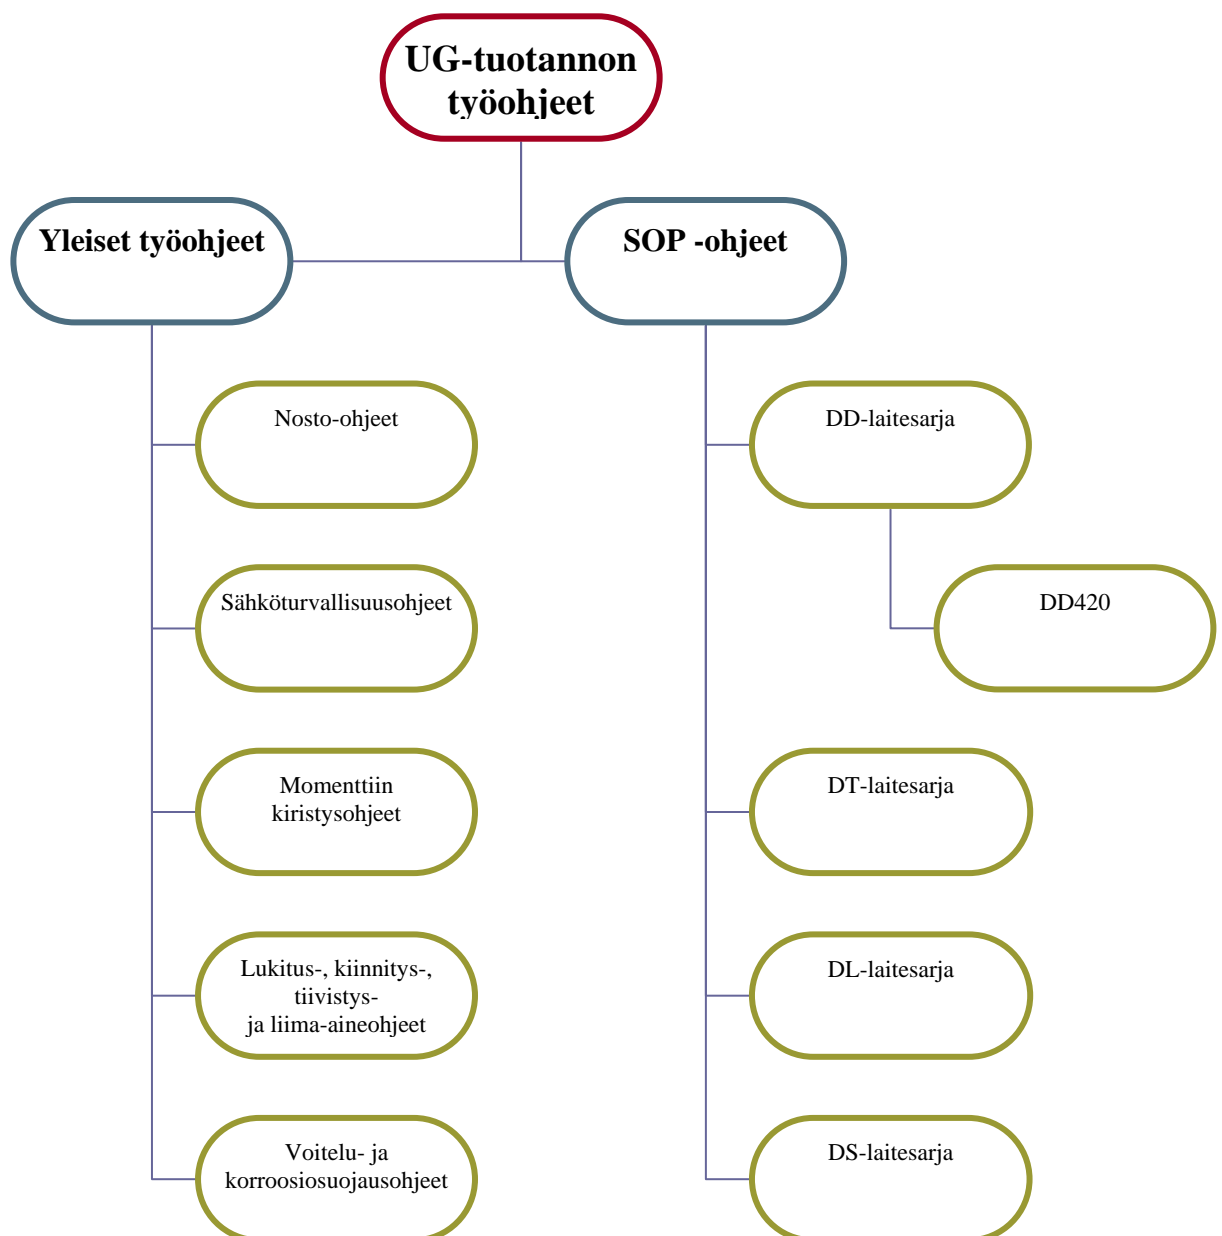 UG-tuotannon
työohjeet
Yleiset työohjeet
SOP -ohjeet
Nosto-ohjeet
Sähköturvallisuusohjeet
Momenttiin
kiristysohjeet
Lukitus-, kiinnitys-,
tiivistys-
ja liima-aineohjeet
Voitelu- ja
korroosiosuojausohjeet
DD-laitesarja
DD420
DT-laitesarja
DL-laitesarja
DS-laitesarja